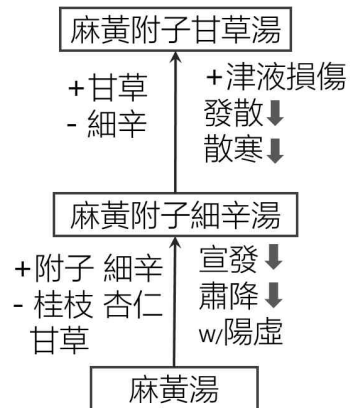 麻黃附子甘草湯
+甘草
- 細辛
+津液損傷
發散⬇
散寒⬇
麻黃附子細辛湯
+附子 細辛
- 桂枝 杏仁
甘草
宣發⬇
肅降⬇
w/陽虛
麻黃湯